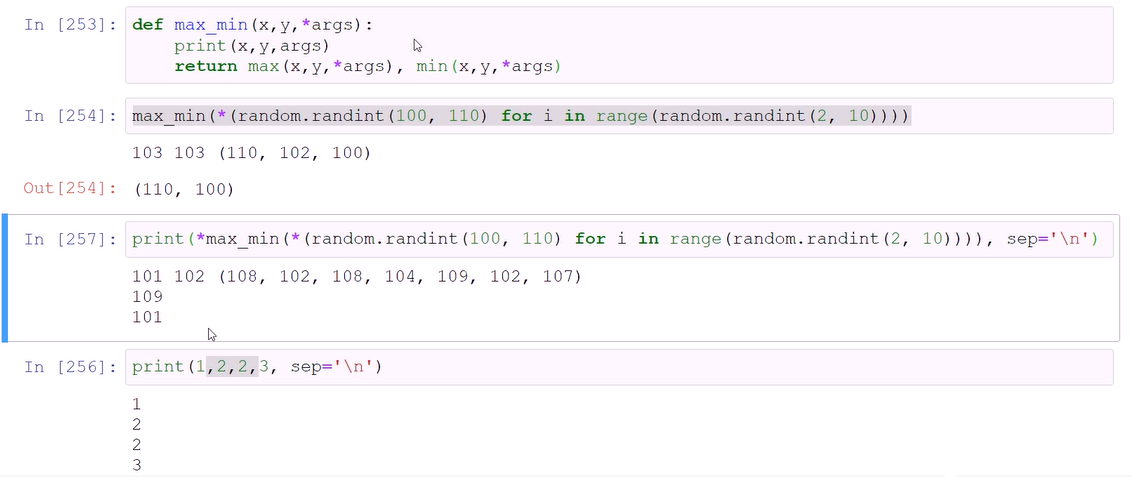 In [253]: def max_min(x,y,*args):
    print(x,y,args)
    return max(x,y,*args), min(x,y,*args)
In [254]: max_min(*(random.randint(100, 110) for i in range(random.randint(2, 10))))
103 103 (110, 102, 100)
Out[254]: (110, 100)
In [257]: print(*max_min(*(random.randint(100, 110) for i in range(random.randint(2, 10)))), sep='\n')
101 102 (108, 102, 108, 104, 109, 102, 107)
109
101
In [256]: print(1,2,2,3, sep='\n')
1
2
2
3